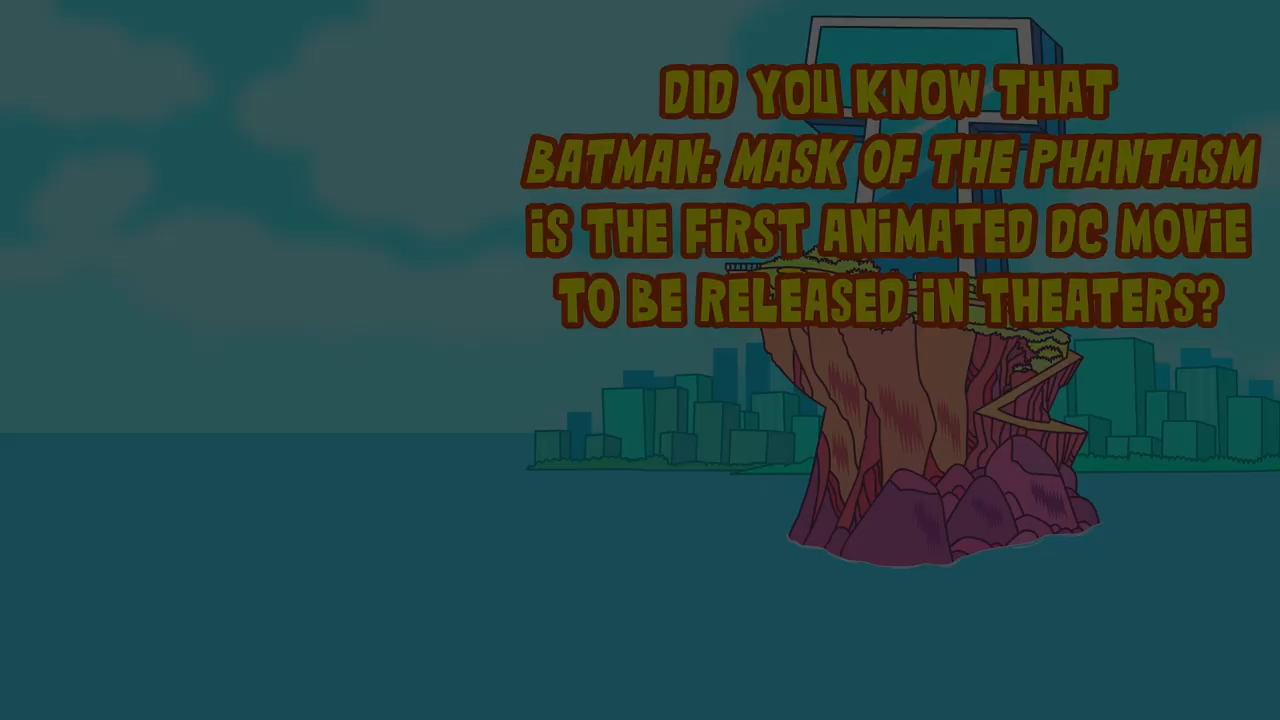 DID YOU KNOW THAT
BATMAN: MASK OF THE PHANTASM
IS THE FIRST ANIMATED DC MOVIE
TO BE RELEASED IN THEATERS?